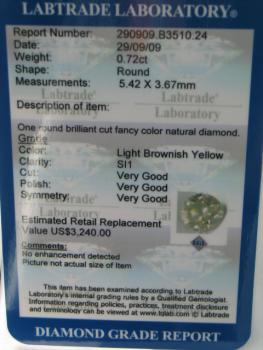 LABTRADE LABORATORY®
Report Number: 290909.B3510.24
Date: 29/09/09
Weight: 0.72ct
Shape: Round
Measurements: 5.42 X 3.67mm
Labtrade
Laboratory
Description of item:
One round brilliant cut fancy color natural diamond.
Grade
Color: Light Brownish Yellow
Clarity: SI1
Cut: Very Good
Polish: Very Good
Symmetry: Very Good
Labtrade
Laboratory
Estimated Retail Replacement
Value US$3,240.00
Comments:
No enhancement detected
Picture not actual size of Item
This item has been examined according to Labtrade
Laboratory's internal grading rules by a Qualified Gemologist.
Information regarding policies, practices, treatment disclosure
and terminology can be viewed at www.tqlab.com © Labtrade
DIAMOND GRADE REPORT